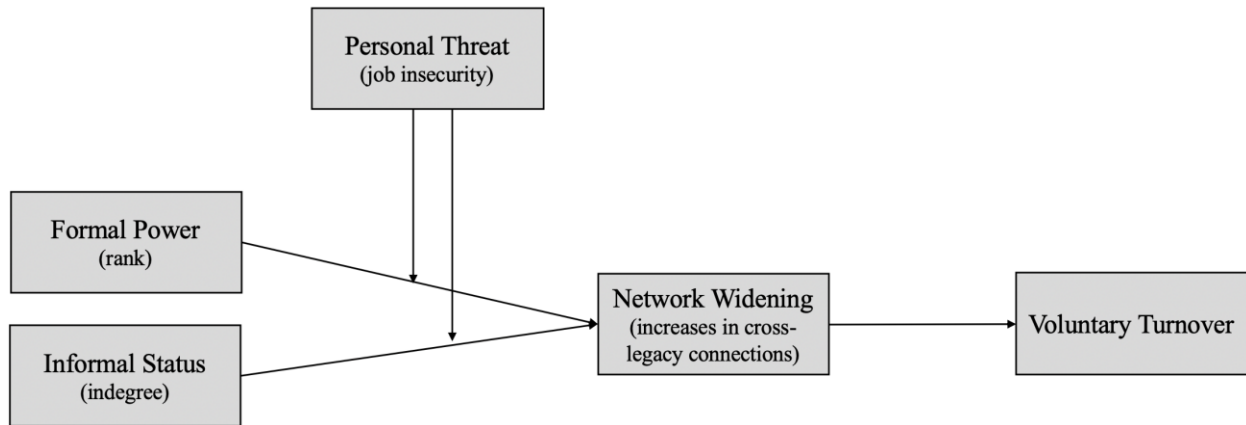 Personal Threat
(job insecurity)
Formal Power
(rank)
Informal Status
(indegree)
Network Widening
(increases in cross-
legacy connections)
Voluntary Turnover